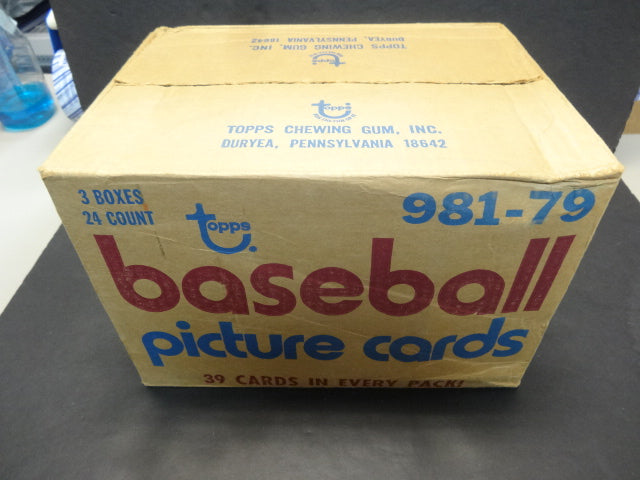 TOPPS CHEWING GUM, INC.
DURYEA, PENNSYLVANIA 18642
topps
topps
TOPPS CHEWING GUM, INC.
DURYEA, PENNSYLVANIA 18642
3 BOXES
24 COUNT
topps
981-79
baseball
picture cards
39 CARDS IN EVERY PACK!